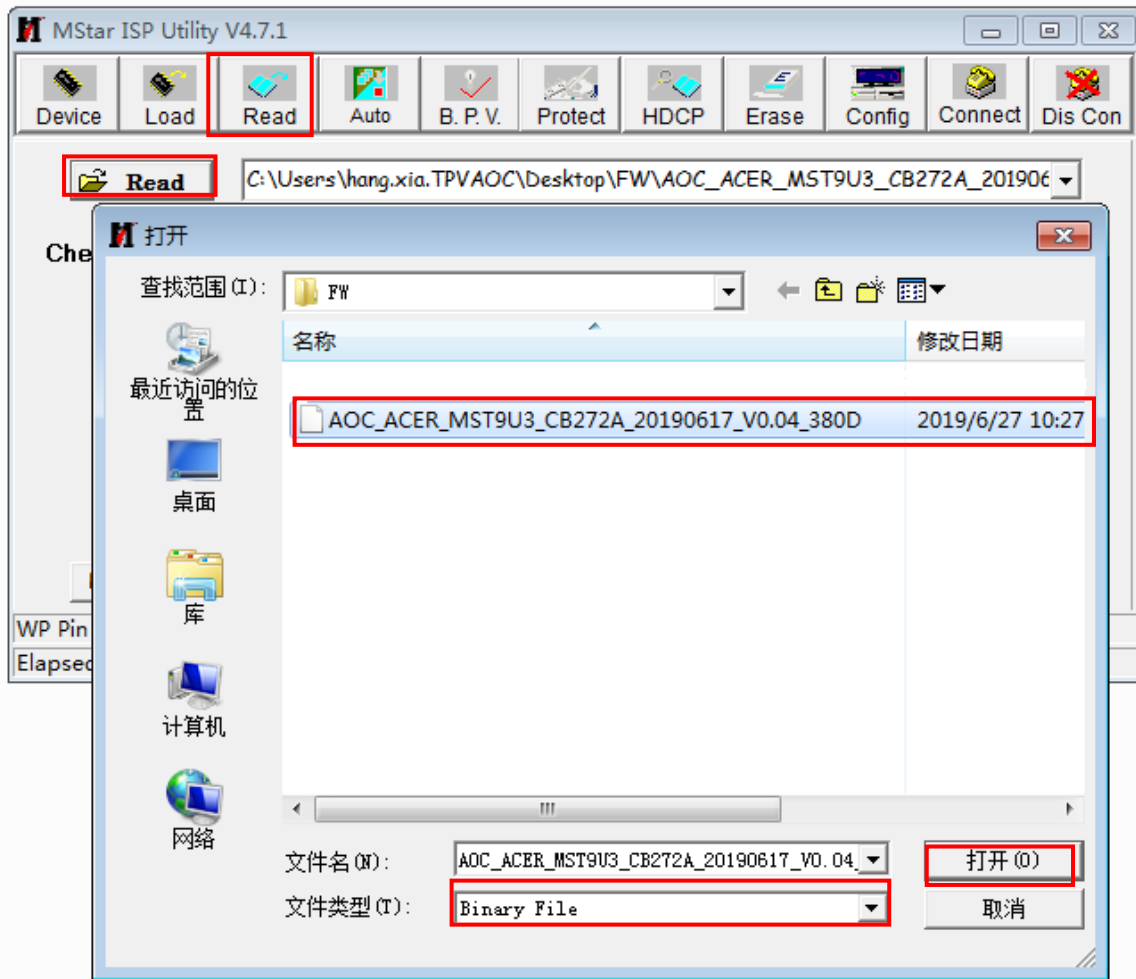 MStar ISP Utility V4.7.1
Device Load Read Auto B. P. V. Protect HDCP Erase Config Connect Dis Con
Read C:\Users\hang.xia.TPVAOC\Desktop\FW\AOC_ACER_MST9U3_CB272A_201906
Che
打开
查找范围(I): FW
名称 修改日期
最近访问的位
置
AOC_ACER_MST9U3_CB272A_20190617_V0.04_380D 2019/6/27 10:27
桌面
库
WP Pin
Elapsed
计算机
网络
文件名(N): AOC_ACER_MST9U3_CB272A_20190617_V0.04_ 打开(O)
文件类型(T): Binary File 取消